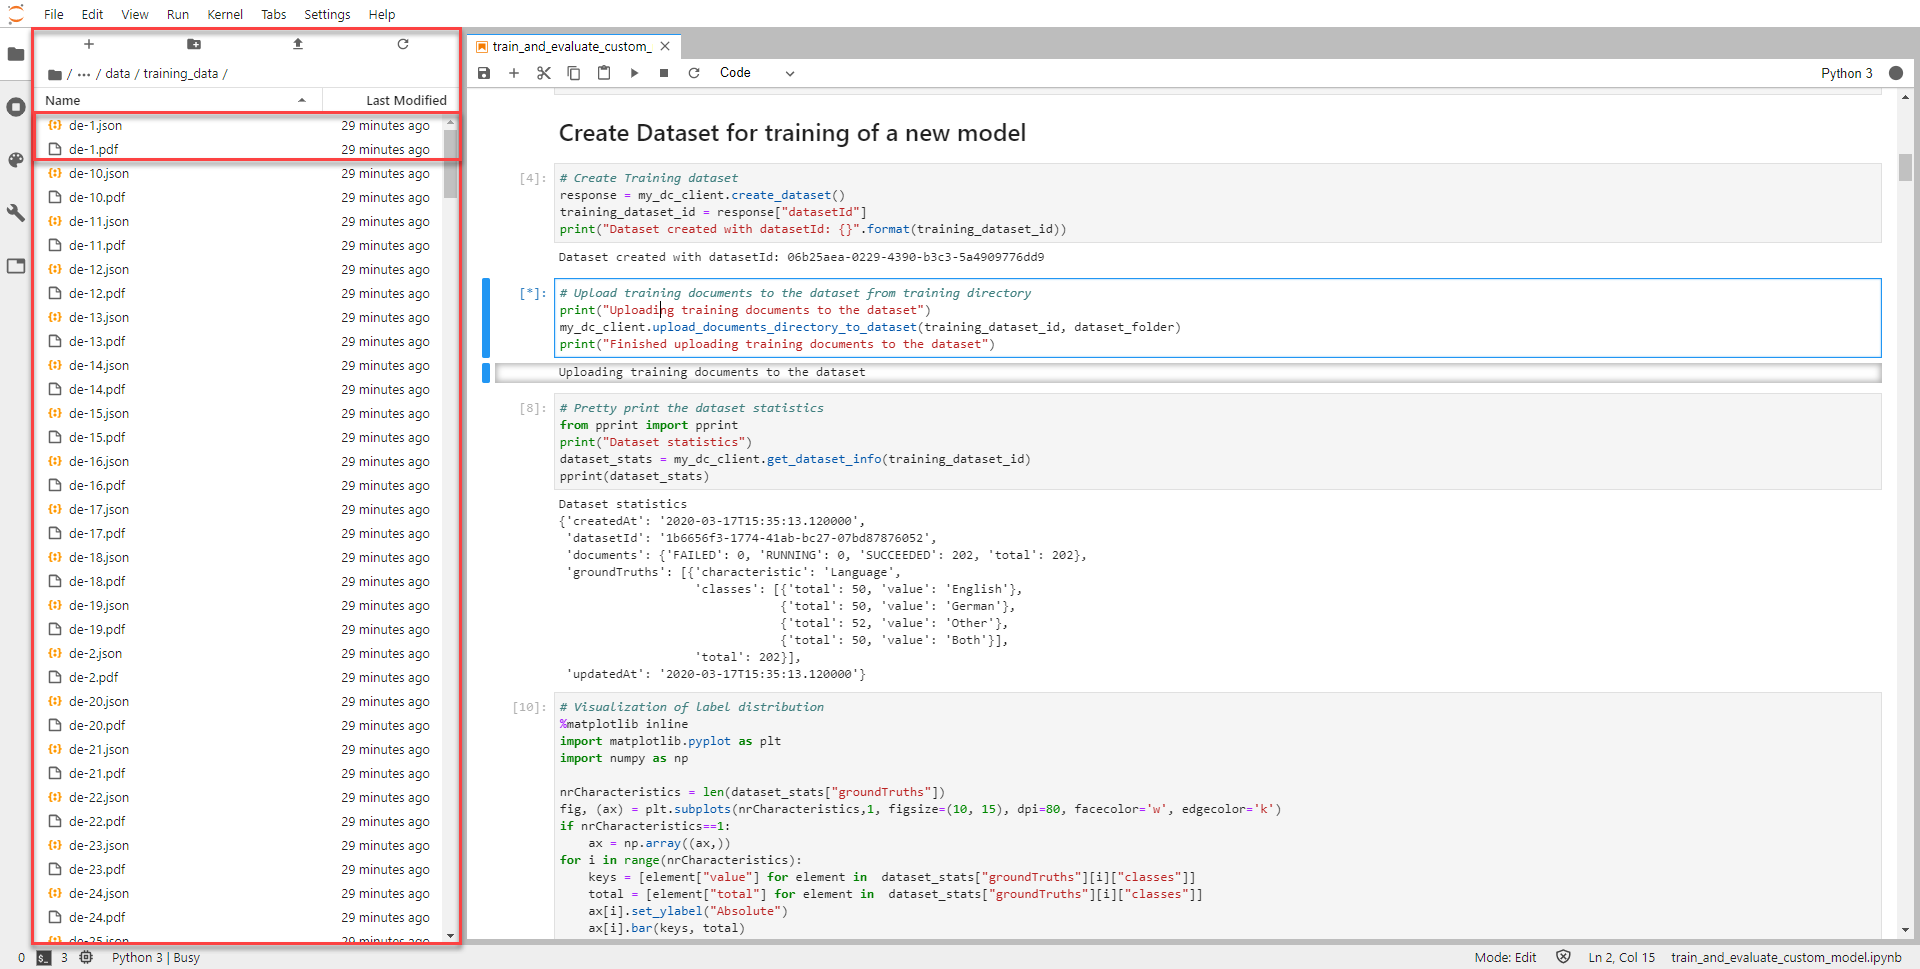 File Edit View Run Kernel Tabs Settings Help
/ ··· / data / training_data /
Name Last Modified
de-1.json 29 minutes ago
de-1.pdf 29 minutes ago
de-10.json 29 minutes ago
de-10.pdf 29 minutes ago
de-11.json 29 minutes ago
de-11.pdf 29 minutes ago
de-12.json 29 minutes ago
de-12.pdf 29 minutes ago
de-13.json 29 minutes ago
de-13.pdf 29 minutes ago
de-14.json 29 minutes ago
de-14.pdf 29 minutes ago
de-15.json 29 minutes ago
de-15.pdf 29 minutes ago
de-16.json 29 minutes ago
de-16.pdf 29 minutes ago
de-17.json 29 minutes ago
de-17.pdf 29 minutes ago
de-18.json 29 minutes ago
de-18.pdf 29 minutes ago
de-19.json 29 minutes ago
de-19.pdf 29 minutes ago
de-2.json 29 minutes ago
de-2.pdf 29 minutes ago
de-20.json 29 minutes ago
de-20.pdf 29 minutes ago
de-21.json 29 minutes ago
de-21.pdf 29 minutes ago
de-22.json 29 minutes ago
de-22.pdf 29 minutes ago
de-23.json 29 minutes ago
de-23.pdf 29 minutes ago
de-24.json 29 minutes ago
de-24.pdf 29 minutes ago
de-25.json 29 minutes ago
train_and_evaluate_custom_
Code Python 3
Create Dataset for training of a new model
[4]: # Create Training dataset
response = my_dc_client.create_dataset()
training_dataset_id = response["datasetId"]
print("Dataset created with datasetId: {}".format(training_dataset_id))
Dataset created with datasetId: 06b25aea-0229-4390-b3c3-5a4909776dd9
[*]: # Upload training documents to the dataset from training directory
print("Uploading training documents to the dataset")
my_dc_client.upload_documents_directory_to_dataset(training_dataset_id, dataset_folder)
print("Finished uploading training documents to the dataset")
Uploading training documents to the dataset
[8]: # Pretty print the dataset statistics
from pprint import pprint
print("Dataset statistics")
dataset_stats = my_dc_client.get_dataset_info(training_dataset_id)
pprint(dataset_stats)
Dataset statistics
{'createdAt': '2020-03-17T15:35:13.120000',
'datasetId': '1b6656f3-1774-41ab-bc27-07bd87876052',
'documents': {'FAILED': 0, 'RUNNING': 0, 'SUCCEEDED': 202, 'total': 202},
'groundTruths': [{'characteristic': 'Language',
'classes': [{'total': 50, 'value': 'English'},
{'total': 50, 'value': 'German'},
{'total': 52, 'value': 'Other'},
{'total': 50, 'value': 'Both'}],
'total': 202}],
'updatedAt': '2020-03-17T15:35:13.120000'}
[10]: # Visualization of label distribution
%matplotlib inline
import matplotlib.pyplot as plt
import numpy as np
nrCharacteristics = len(dataset_stats["groundTruths"])
fig, (ax) = plt.subplots(nrCharacteristics,1, figsize=(10, 15), dpi=80, facecolor='w', edgecolor='k')
if nrCharacteristics==1:
ax = np.array((ax,))
for i in range(nrCharacteristics):
keys = [element["value"] for element in dataset_stats["groundTruths"][i]["classes"]]
total = [element["total"] for element in dataset_stats["groundTruths"][i]["classes"]]
ax[i].set_ylabel("Absolute")
ax[i].bar(keys, total)
0 3 Python 3 | Busy Mode: Edit Ln 2, Col 15 train_and_evaluate_custom_model.ipynb